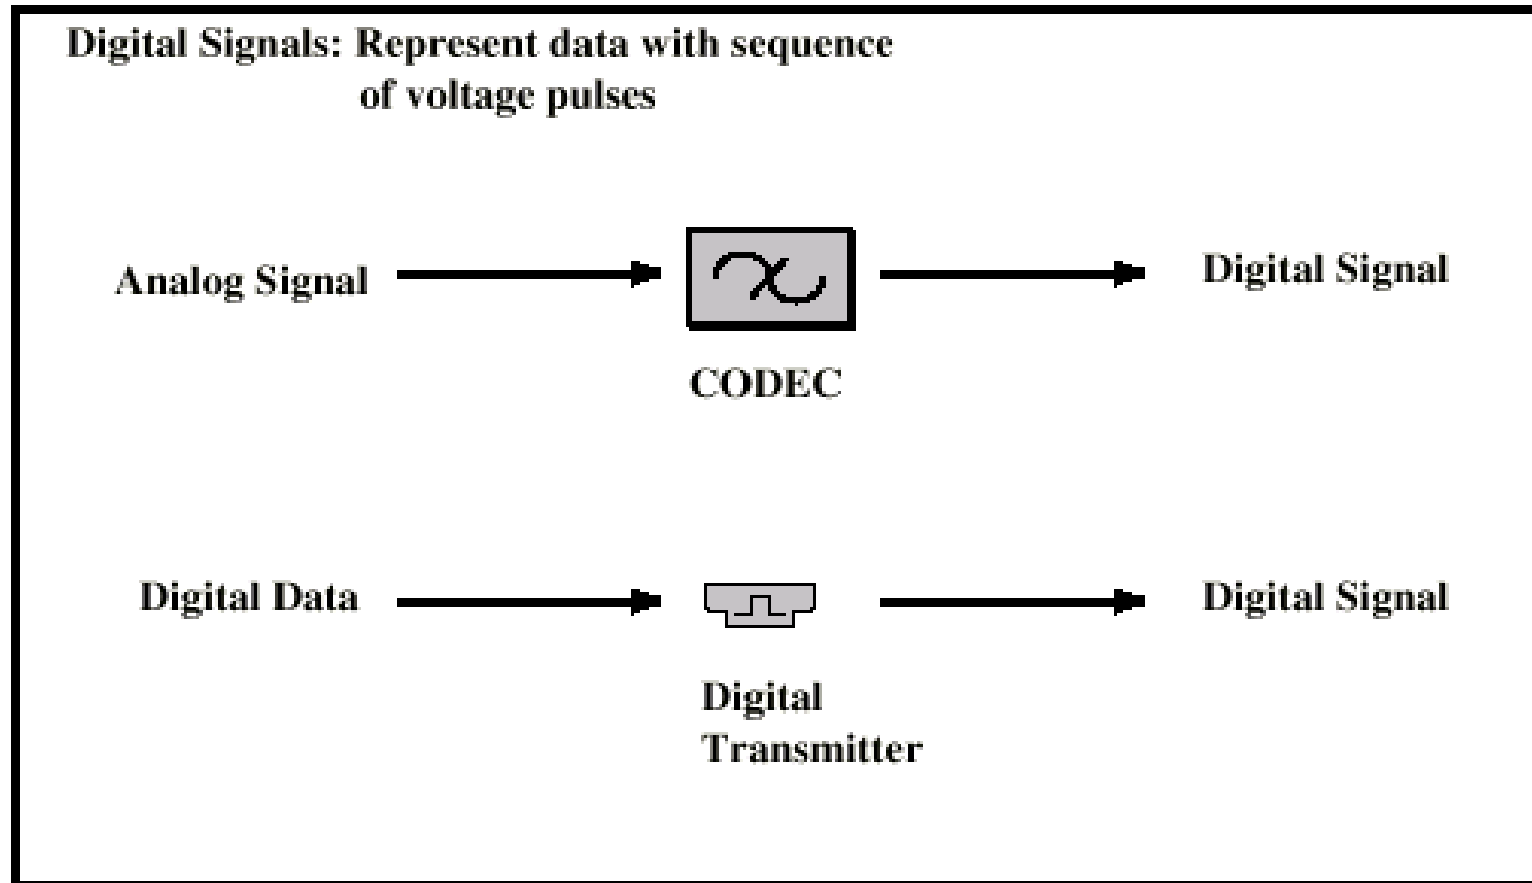 Digital Signals: Represent data with sequence
of voltage pulses
Analog Signal
Digital Signal
CODEC
Digital Data
Digital Signal
Digital
Transmitter